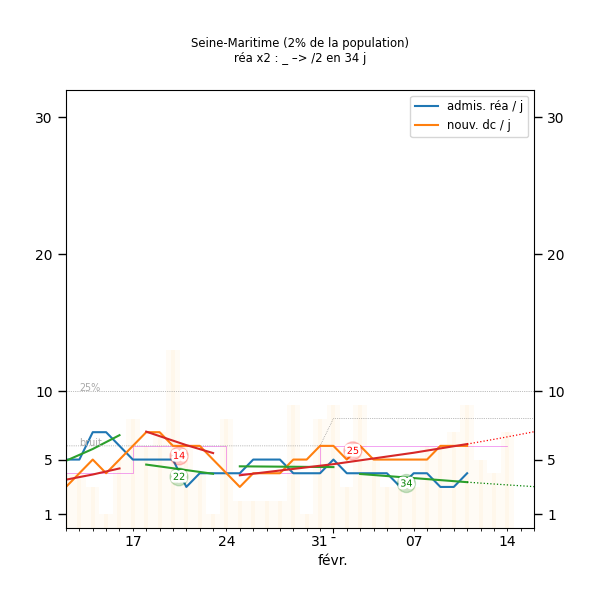 Seine-Maritime (2% de la population)
réa x2 : _ –> /2 en 34 j
admis. réa / j
nouv. dc / j
30 30
20 20
10 10
25%
bruit
5 5
14
22
25
34
1 1
17 24 31 07 14
févr.